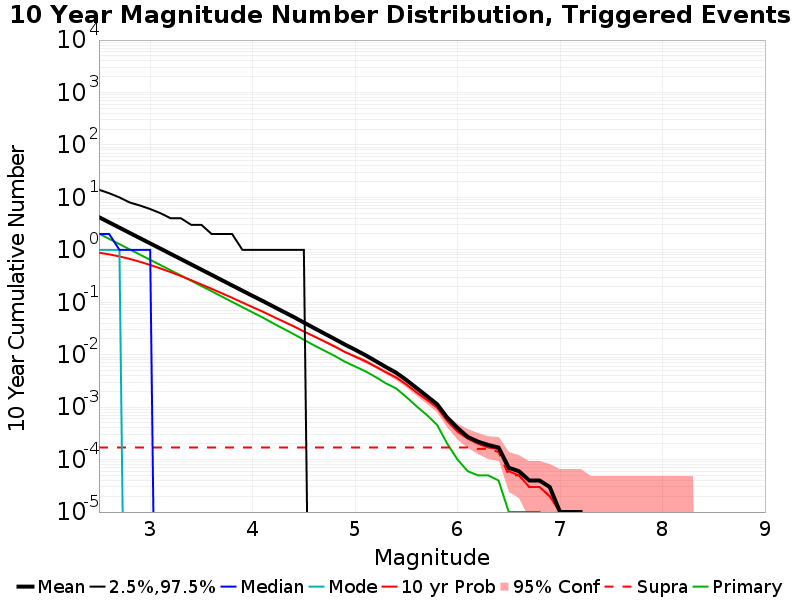 10 Year Magnitude Number Distribution, Triggered Events
10 Year Cumulative Number
10^4
10^3
10^2
10^1
10^0
10^-1
10^-2
10^-3
10^-4
10^-5
3 4 5 6 7 8 9
Magnitude
Mean 2.5%,97.5% Median Mode 10 yr Prob 95% Conf Supra Primary